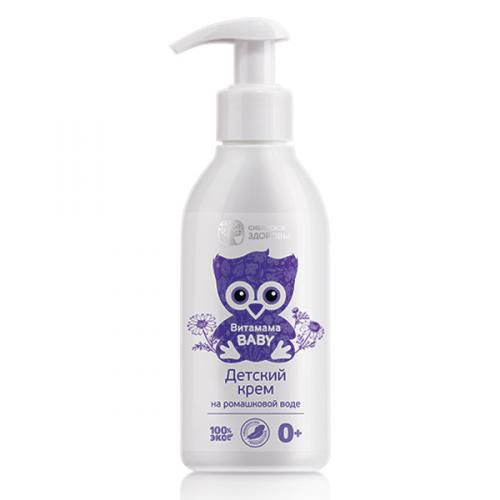 СИБИРСКОЕ
ЗДОРОВЬЕ
Витамама
BABY
Детский
крем
на ромашковой воде
100%
ЭКО
0+